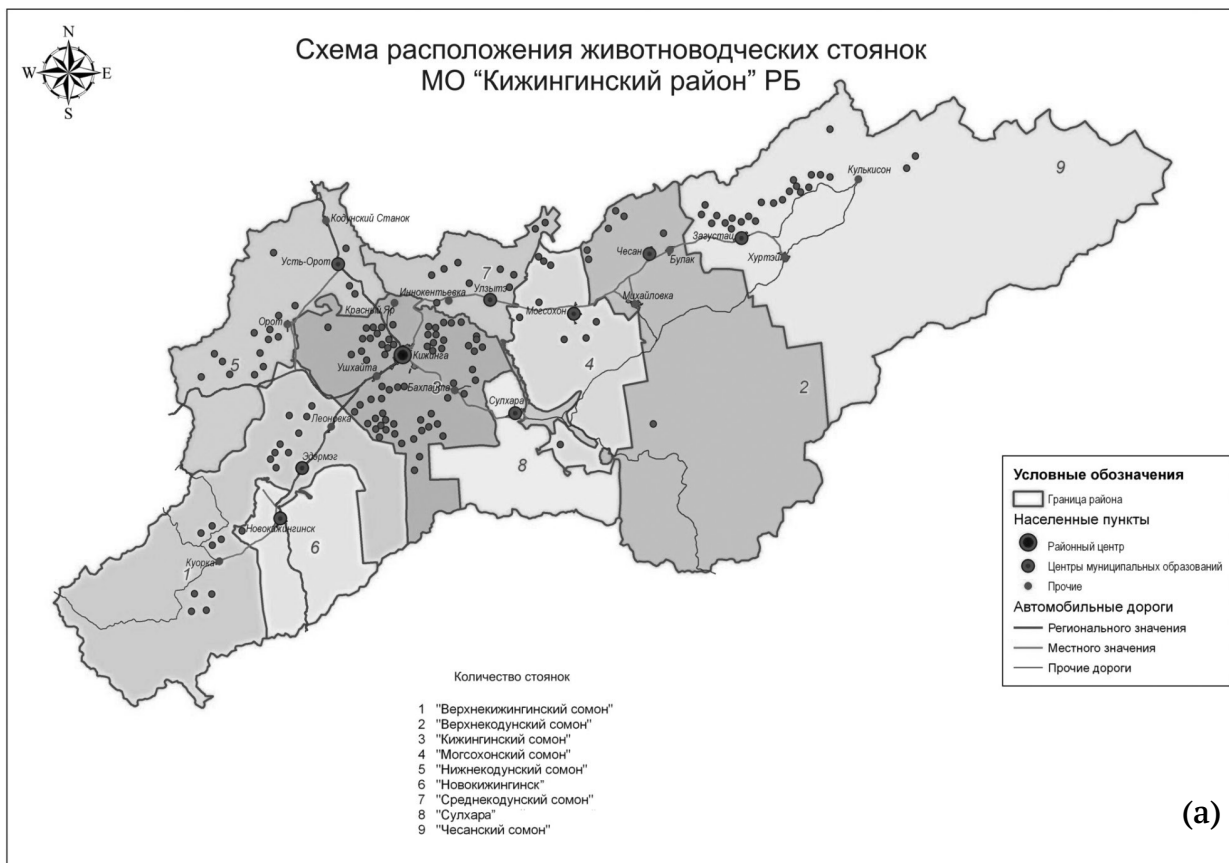 N
W E
S
Схема расположения животноводческих стоянок
МО “Кижингинский район” РБ
9
Кулькисон
Кодунский Станок
Загустай
Чесан
Булак
Хуртэй
Усть-Орот
7
Иннокентьевка
Улзытэ
Михайловка
Красный Яр
Могсохон
Орот
Кижинга
5
4
Ушхайта
2
Бахлайта
3
Сулхара
Леоновка
Эдэрмэг
8
Новокижингинск
6
Куорка
1
Условные обозначения
Граница района
Населенные пункты
Районный центр
Центры муниципальных образований
Прочие
Автомобильные дороги
Регионального значения
Местного значения
Прочие дороги
Количество стоянок
1 "Верхнекижингинский сомон"
2 "Верхнекодунский сомон"
3 "Кижингинский сомон"
4 "Могсохонский сомон"
5 "Нижнекодунский сомон"
6 "Новокижингинск"
7 "Среднекодунский сомон"
8 "Сулхара"
9 "Чесанский сомон"
(а)